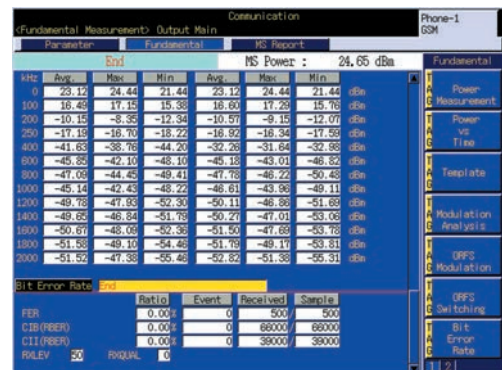 Communication
<Fundamental Measurement> Output Main
Phone-1
GSM
Parameter Fundamental MS Report
End MS Power : 24.65 dBm Fundamental
kHz Avg. Max Min Avg. Max Min
0 23.12 24.44 21.44 23.12 24.44 21.44 dBm
100 16.49 17.15 15.38 16.60 17.29 15.76 dBm
200 -10.15 -8.35 -12.34 -10.57 -9.15 -12.07 dBm
250 -17.19 -16.70 -18.22 -16.92 -16.34 -17.59 dBm
400 -41.63 -38.76 -44.20 -32.26 -31.64 -32.98 dBm
600 -45.85 -42.10 -48.10 -45.18 -43.01 -46.82 dBm
800 -47.09 -44.45 -49.41 -47.78 -46.22 -50.48 dBm
1000 -45.14 -42.43 -48.22 -46.61 -43.96 -49.11 dBm
1200 -49.78 -47.93 -52.30 -50.11 -46.86 -51.69 dBm
1400 -49.65 -46.84 -51.79 -50.27 -47.01 -53.06 dBm
1600 -50.67 -48.09 -52.36 -51.50 -47.69 -53.78 dBm
1800 -51.58 -49.10 -54.46 -51.79 -49.17 -53.81 dBm
2000 -51.52 -47.38 -55.46 -52.82 -51.38 -55.31 dBm
Bit Error Rate End
Ratio Event Received Sample
FER 0.00 % 0 500/ 500
CIB(RBER) 0.00 % 0 66000/ 66000
CII(RBER) 0.00 % 0 39000/ 39000
RXLEV 50 RXQUAL 0
TAG Power Measurement
TAG Power vs Time
TAG Template
TAG Modulation Analysis
TAG ORFS Modulation
TAG ORFS Switching
TAG Bit Error Rate
1 2